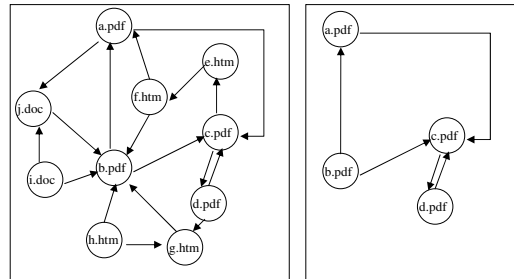 a.pdf
e.htm
f.htm
j.doc
c.pdf
b.pdf
i.doc
d.pdf
h.htm
g.htm
a.pdf
c.pdf
b.pdf
d.pdf